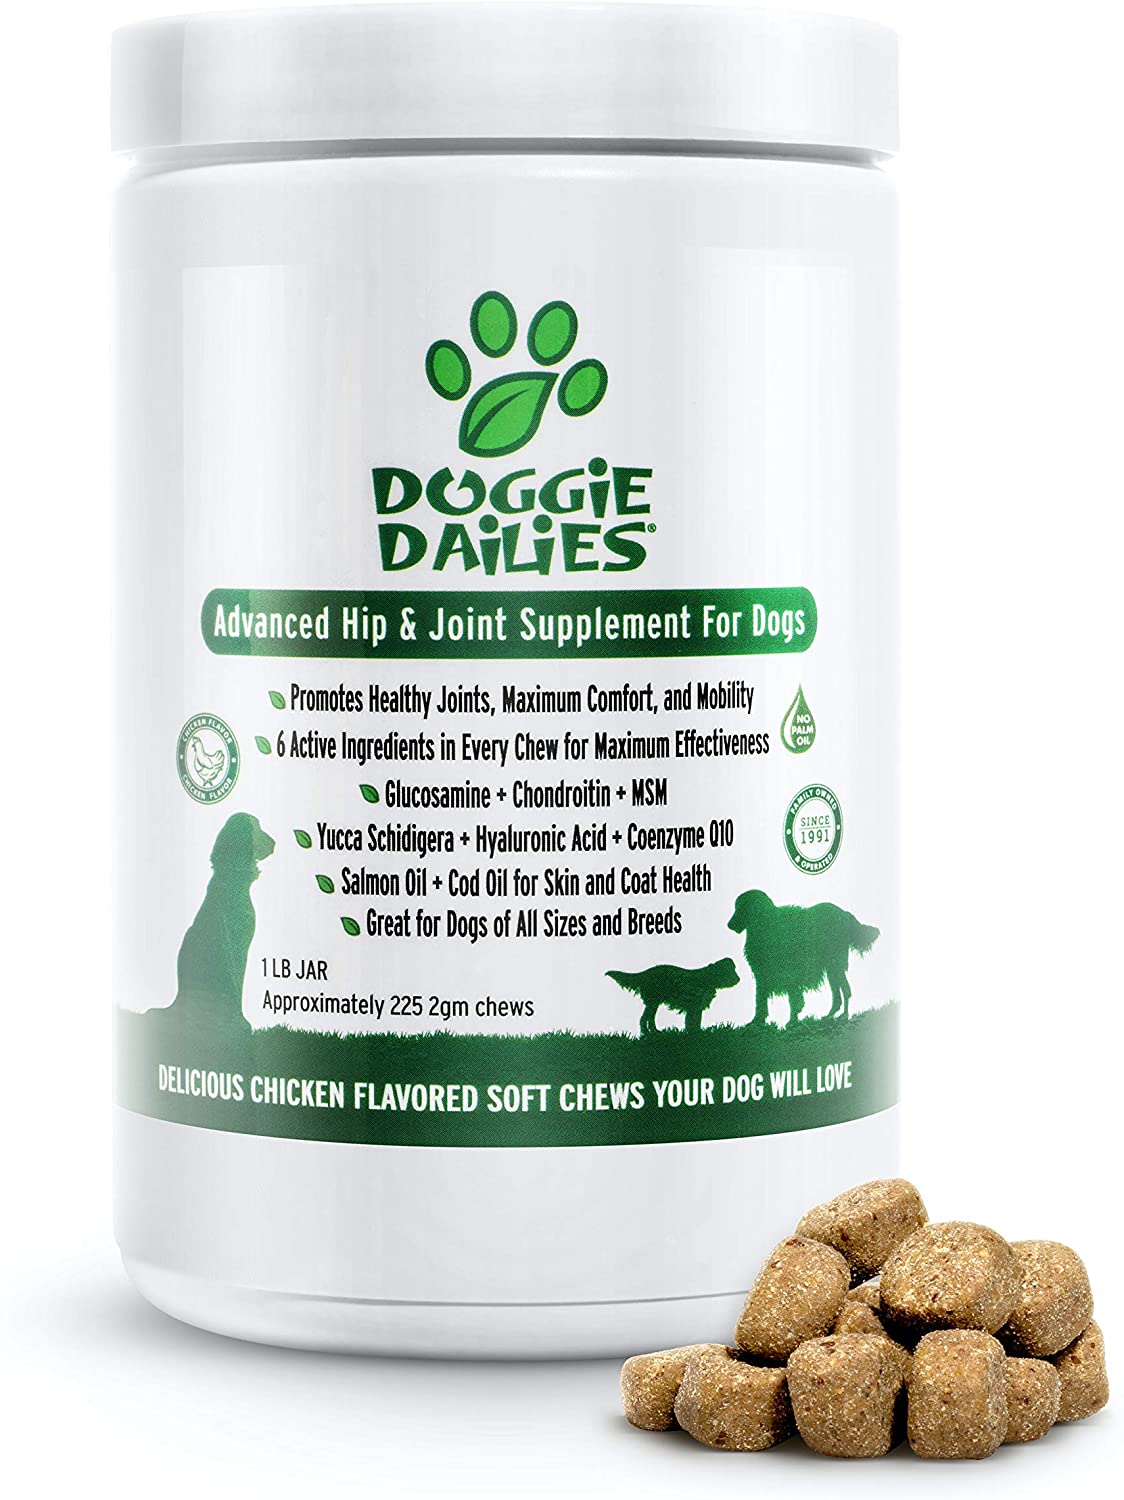 DOGGIE
DAILIES®
Advanced Hip & Joint Supplement For Dogs
Promotes Healthy Joints, Maximum Comfort, and Mobility
6 Active Ingredients in Every Chew for Maximum Effectiveness
Glucosamine + Chondroitin + MSM
Yucca Schidigera + Hyaluronic Acid + Coenzyme Q10
Salmon Oil + Cod Oil for Skin and Coat Health
Great for Dogs of All Sizes and Breeds
NO
PALM
OIL
CHICKEN FLAVOR
CHICKEN FLAVOR
FAMILY OWNED
SINCE
1991
& OPERATED
1 LB JAR
Approximately 225 2gm chews
DELICIOUS CHICKEN FLAVORED SOFT CHEWS YOUR DOG WILL LOVE